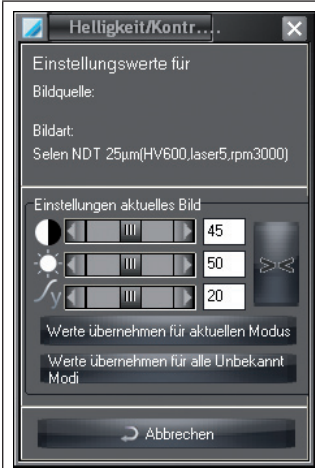 Helligkeit/Kontr....
Einstellungswerte für
Bildquelle:
Bildart:
Selen NDT 25µm(HV600,laser5,rpm3000)
Einstellungen aktuelles Bild
45
50
20
Werte übernehmen für aktuellen Modus
Werte übernehmen für alle Unbekannt
Modi
Abbrechen